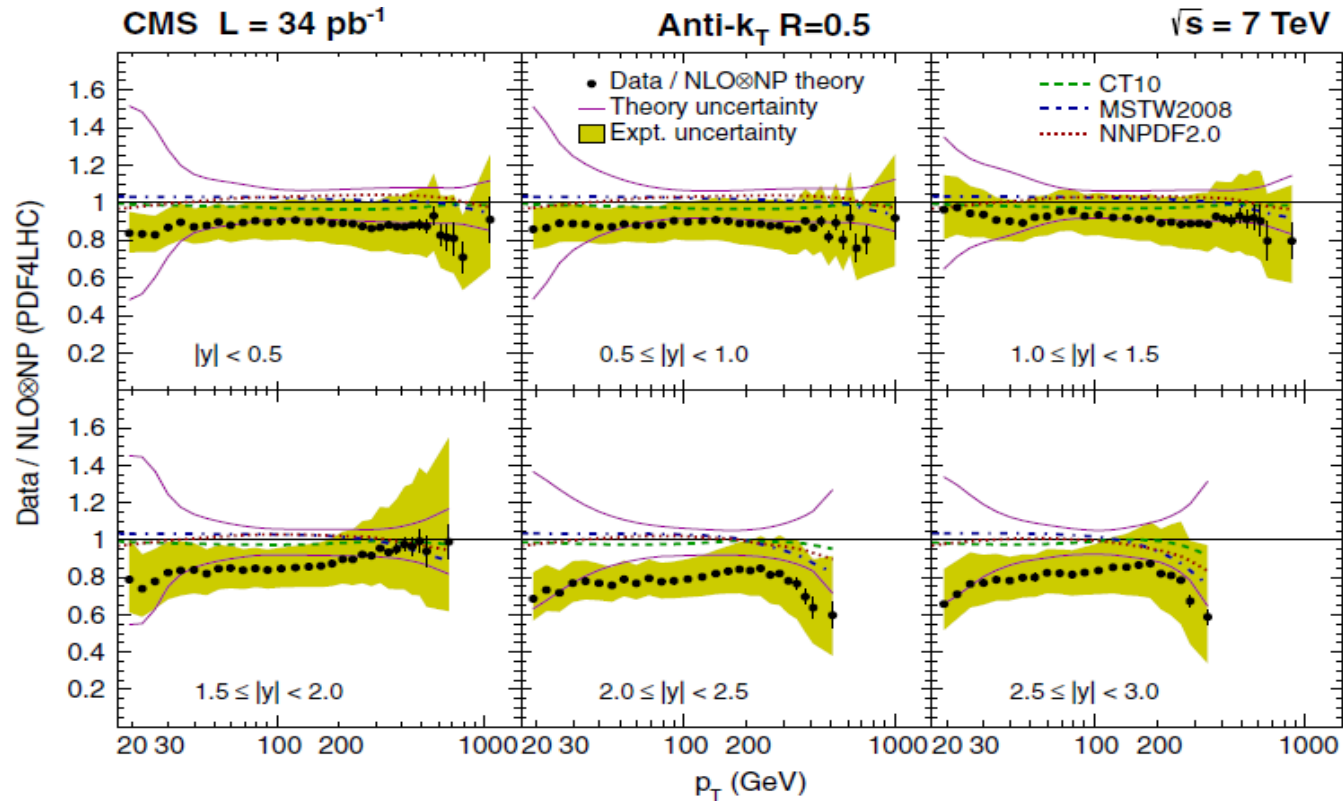 CMS L = 34 pb⁻¹ Anti-k_T R=0.5 √s = 7 TeV
Data / NLO⊗NP (PDF4LHC)
1.6
1.4
1.2
1
0.8
0.6
0.4
0.2
|y| < 0.5
Data / NLO⊗NP theory
Theory uncertainty
Expt. uncertainty
0.5 ≤ |y| < 1.0
CT10
MSTW2008
NNPDF2.0
1.0 ≤ |y| < 1.5
1.6
1.4
1.2
1
0.8
0.6
0.4
0.2
1.5 ≤ |y| < 2.0
2.0 ≤ |y| < 2.5
2.5 ≤ |y| < 3.0
20 30 100 200 1000 20 30 100 200 1000 20 30 100 200 1000
p_T (GeV)